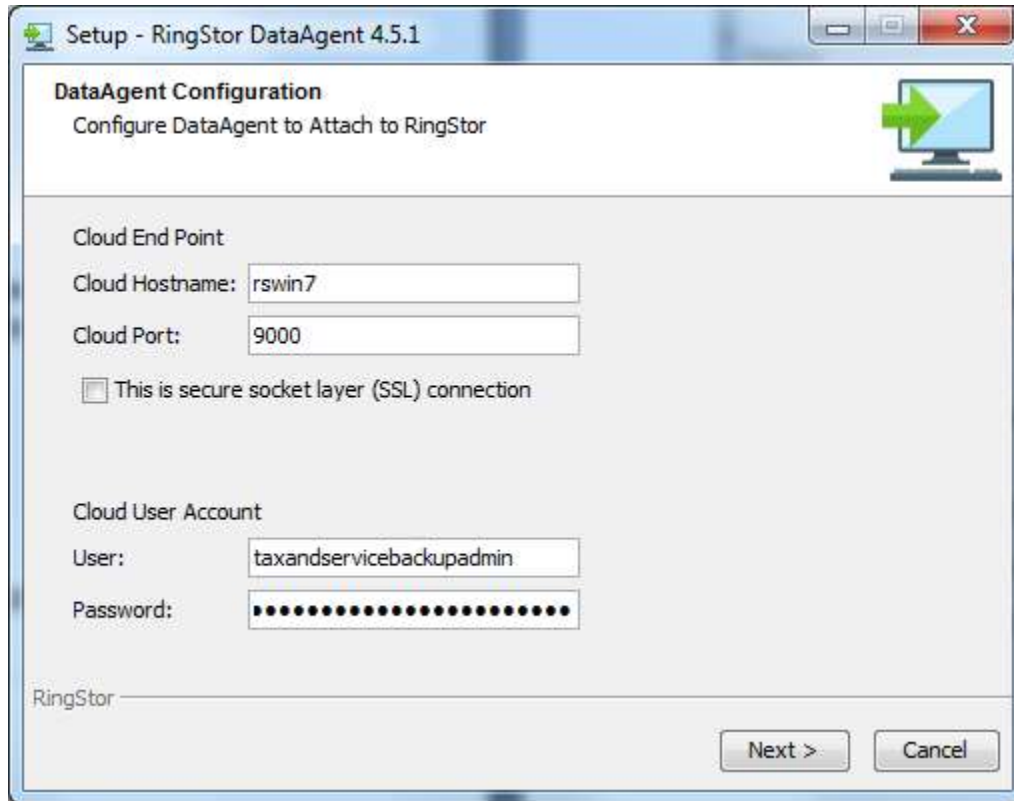 Setup - RingStor DataAgent 4.5.1
DataAgent Configuration
Configure DataAgent to Attach to RingStor
Cloud End Point
Cloud Hostname: rswin7
Cloud Port: 9000
This is secure socket layer (SSL) connection
Cloud User Account
User: taxandservicebackupadmin
Password: ••••••••••••••••••••••••
RingStor
Next > Cancel